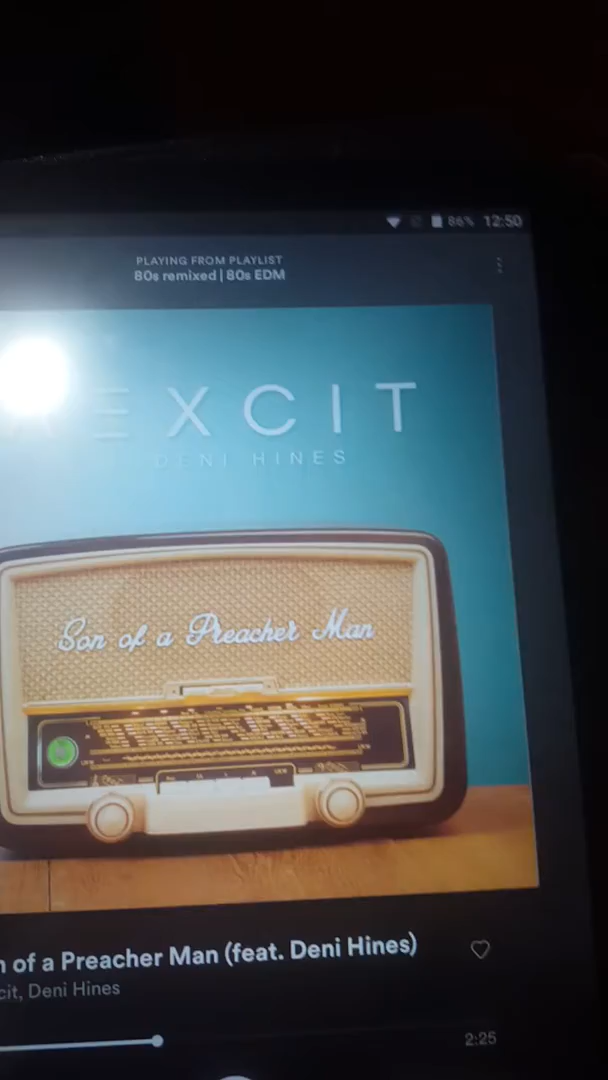 86% 12:50
PLAYING FROM PLAYLIST
80s remixed | 80s EDM
EXCIT
DENI HINES
Son of a Preacher Man
n of a Preacher Man (feat. Deni Hines)
cit, Deni Hines
2:25